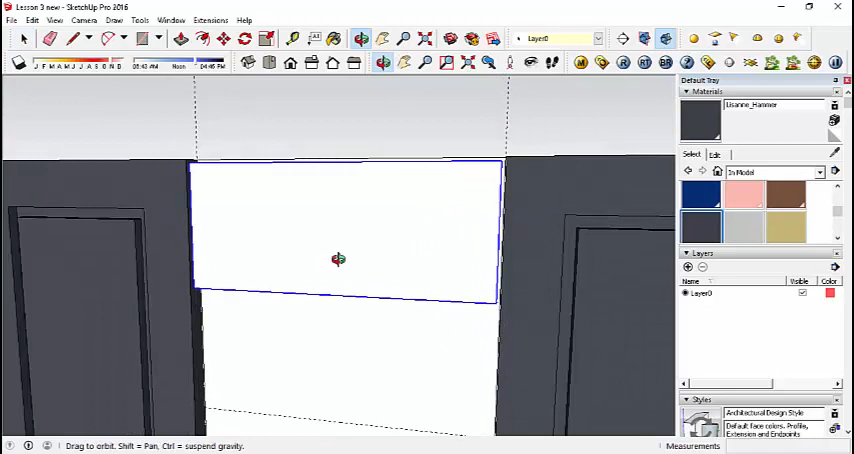 Lesson 3 new - SketchUp Pro 2016
File Edit View Camera Draw Tools Window Extensions Help
Layer0
J F M A M J J A S O N D 06:43 AM Noon 04:46 PM
M R RT BR
Default Tray
Materials
Lisanne_Hammer
Select Edit
In Model
Layers
Name Visible Color
Layer0
Styles
Architectural Design Style
Default face colors. Profile,
Extension and Endpoints
Drag to orbit. Shift = Pan, Ctrl = suspend gravity.
Measurements